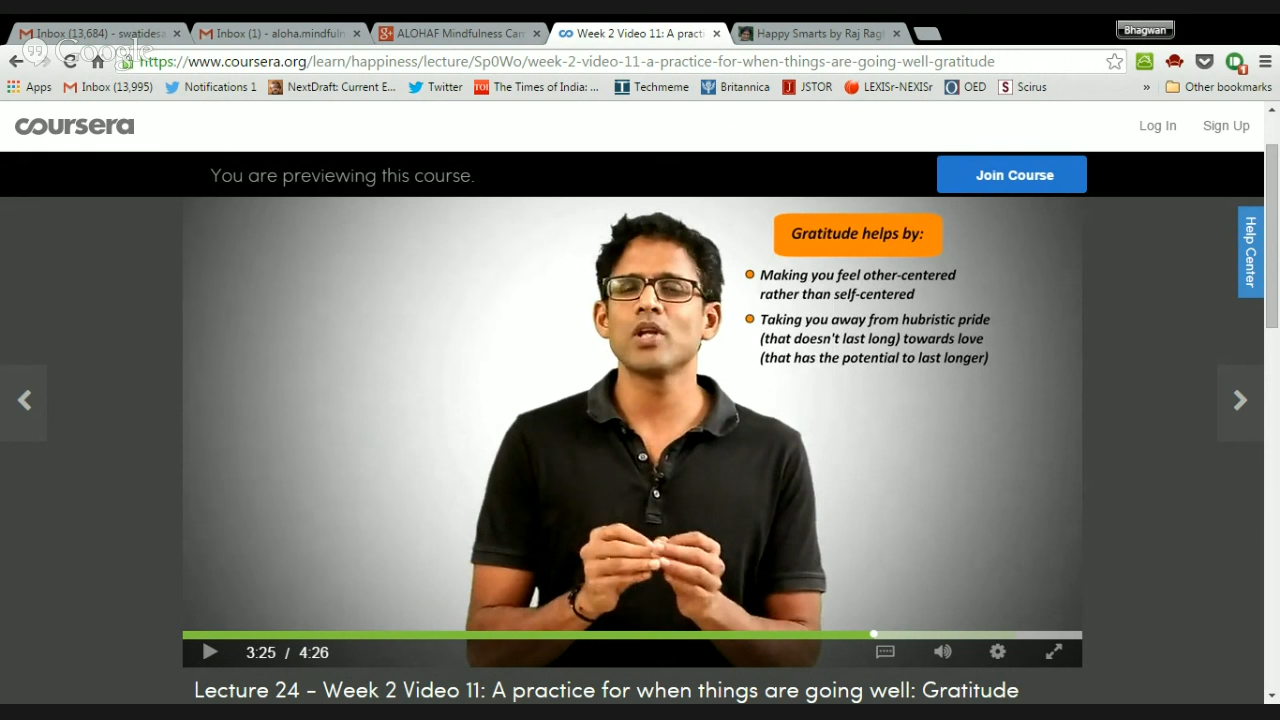 Inbox (13,684) - swatidesa
Inbox (1) - aloha.mindfuln
ALOHAF Mindfulness Cam
Week 2 Video 11: A practi
Happy Smarts by Raj Ragh
Bhagwan
Google
https://www.coursera.org/learn/happiness/lecture/Sp0Wo/week-2-video-11-a-practice-for-when-things-are-going-well-gratitude
1
Apps
Inbox (13,995)
Notifications 1
NextDraft: Current E...
Twitter
TOI
The Times of India: ...
Techmeme
Britannica
J
JSTOR
LEXISr-NEXISr
OED
S
Scirus
»
Other bookmarks
coursera
Log In
Sign Up
You are previewing this course.
Join Course
Help Center
Gratitude helps by:
Making you feel other-centered
rather than self-centered
Taking you away from hubristic pride
(that doesn't last long) towards love
(that has the potential to last longer)
3:25 / 4:26
Lecture 24 - Week 2 Video 11: A practice for when things are going well: Gratitude